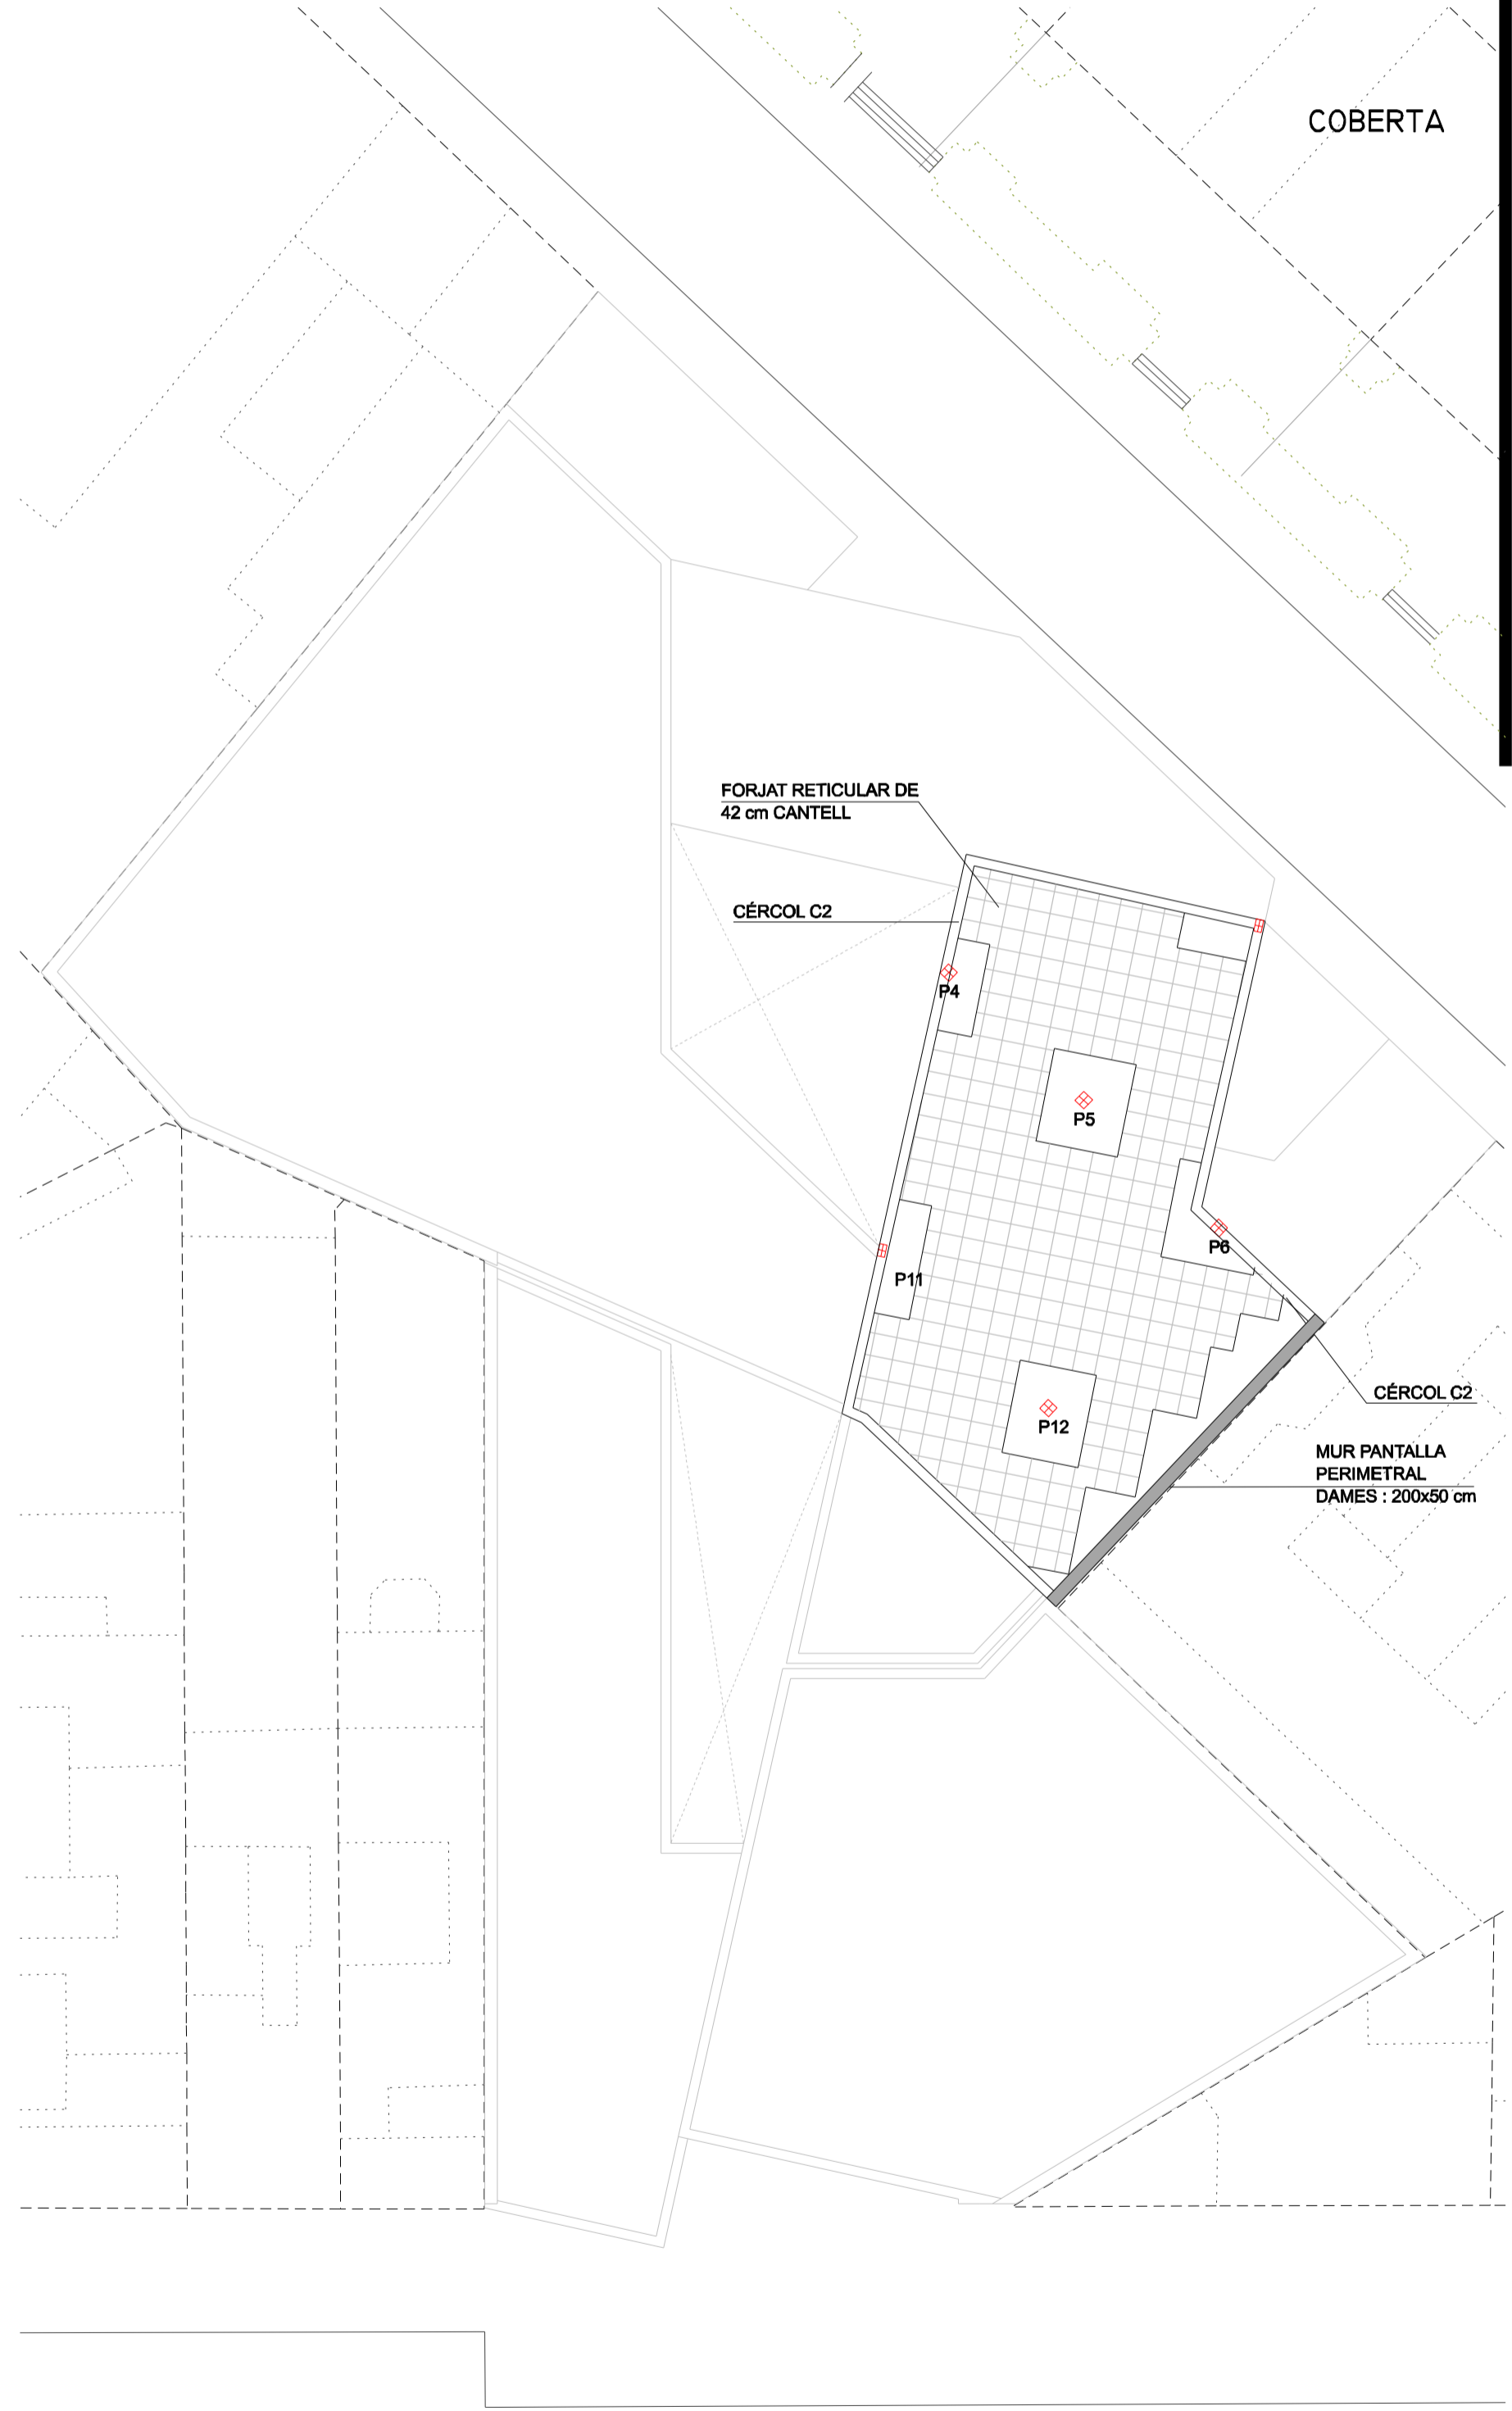 COBERTA
FORJAT RETICULAR DE
42 cm CANTELL
CÉRCOL C2
P4
P5
P6
P11
CÉRCOL C2
P12
MUR PANTALLA
PERIMETRAL
DAMES : 200x50 cm